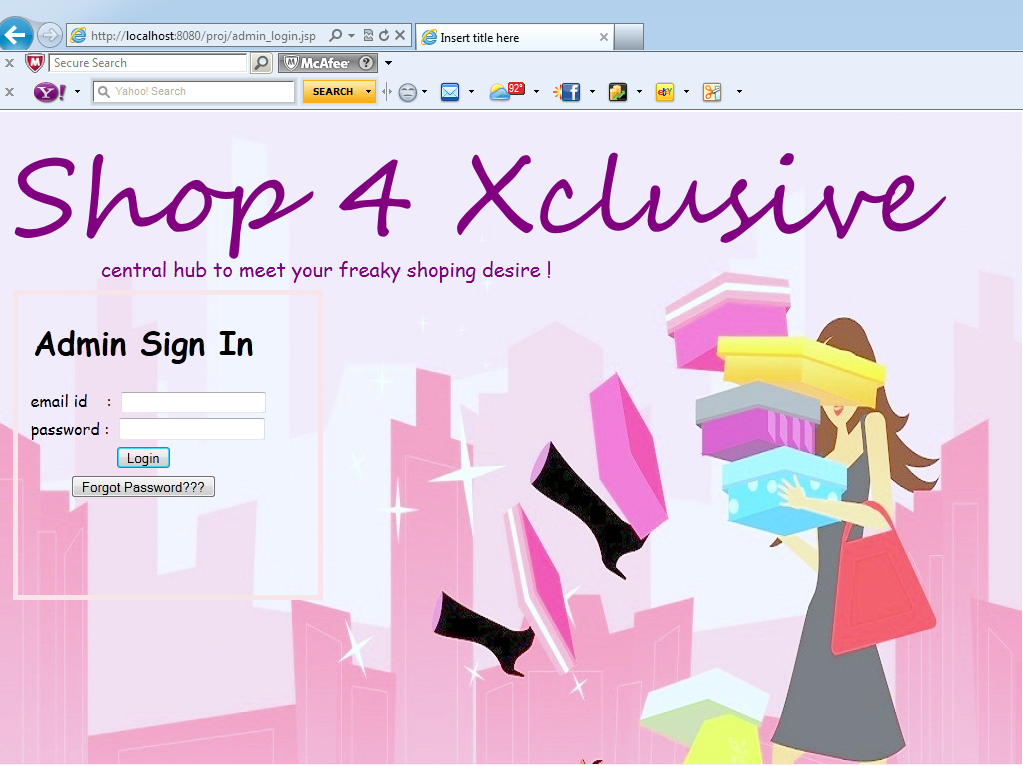 http://localhost:8080/proj/admin_login.jsp
Insert title here
Secure Search
McAfee ?
Y! Yahoo! Search SEARCH 92°
Shop 4 Xclusive
central hub to meet your freaky shoping desire !
Admin Sign In
email id :
password :
Login
Forgot Password???